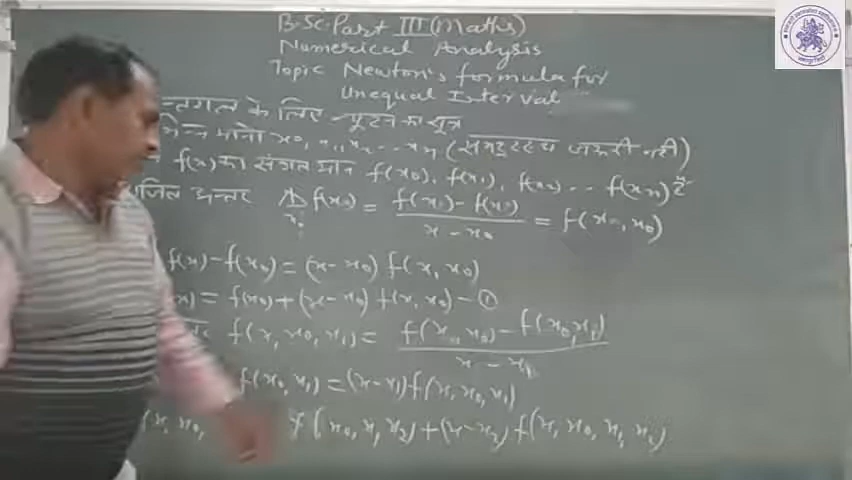 B.Sc. Part III (Maths)
Numerical Analysis
Topic Newton's formula for
Unequal Interval
न्तराल के लिए न्यूटन का सूत्र
माना x0, x1, x2 ... xn (समदूरस्थ जरूरी नहीं)
f(x) का संगत मान f(x0), f(x1), f(x2) ... f(xn) है
अन्तर f(x0) = f(x) - f(x0) / x - x0 = f(x, x0)
f(x) - f(x0) = (x - x0) f(x, x0)
x) = f(x0) + (x - x0) f(x, x0) - ①
f(x, x0, x1) = f(x, x0) - f(x0, x1) / x - x1
f(x0, x1) = (x - x1) f(x, x0, x1)
(x, x0, f(x0, x1, x2) + (x - x2) f(x, x0, x1, x2)